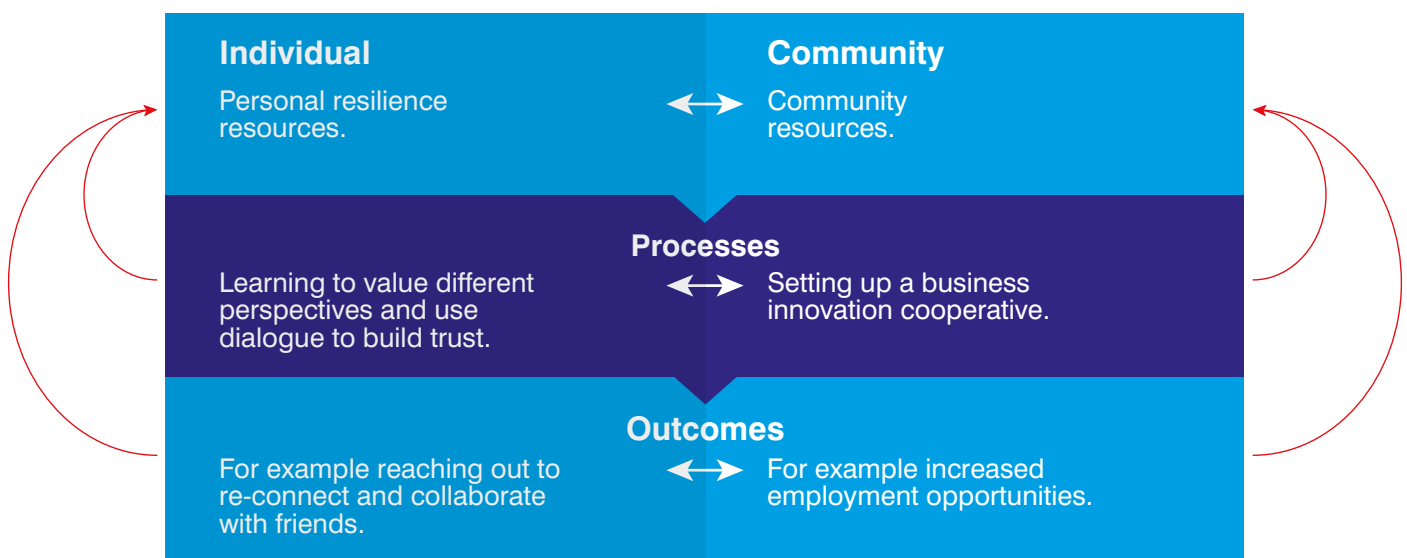 Individual
Personal resilience
resources.
Community
Community
resources.
Processes
Learning to value different
perspectives and use
dialogue to build trust.
Setting up a business
innovation cooperative.
Outcomes
For example reaching out to
re-connect and collaborate
with friends.
For example increased
employment opportunities.